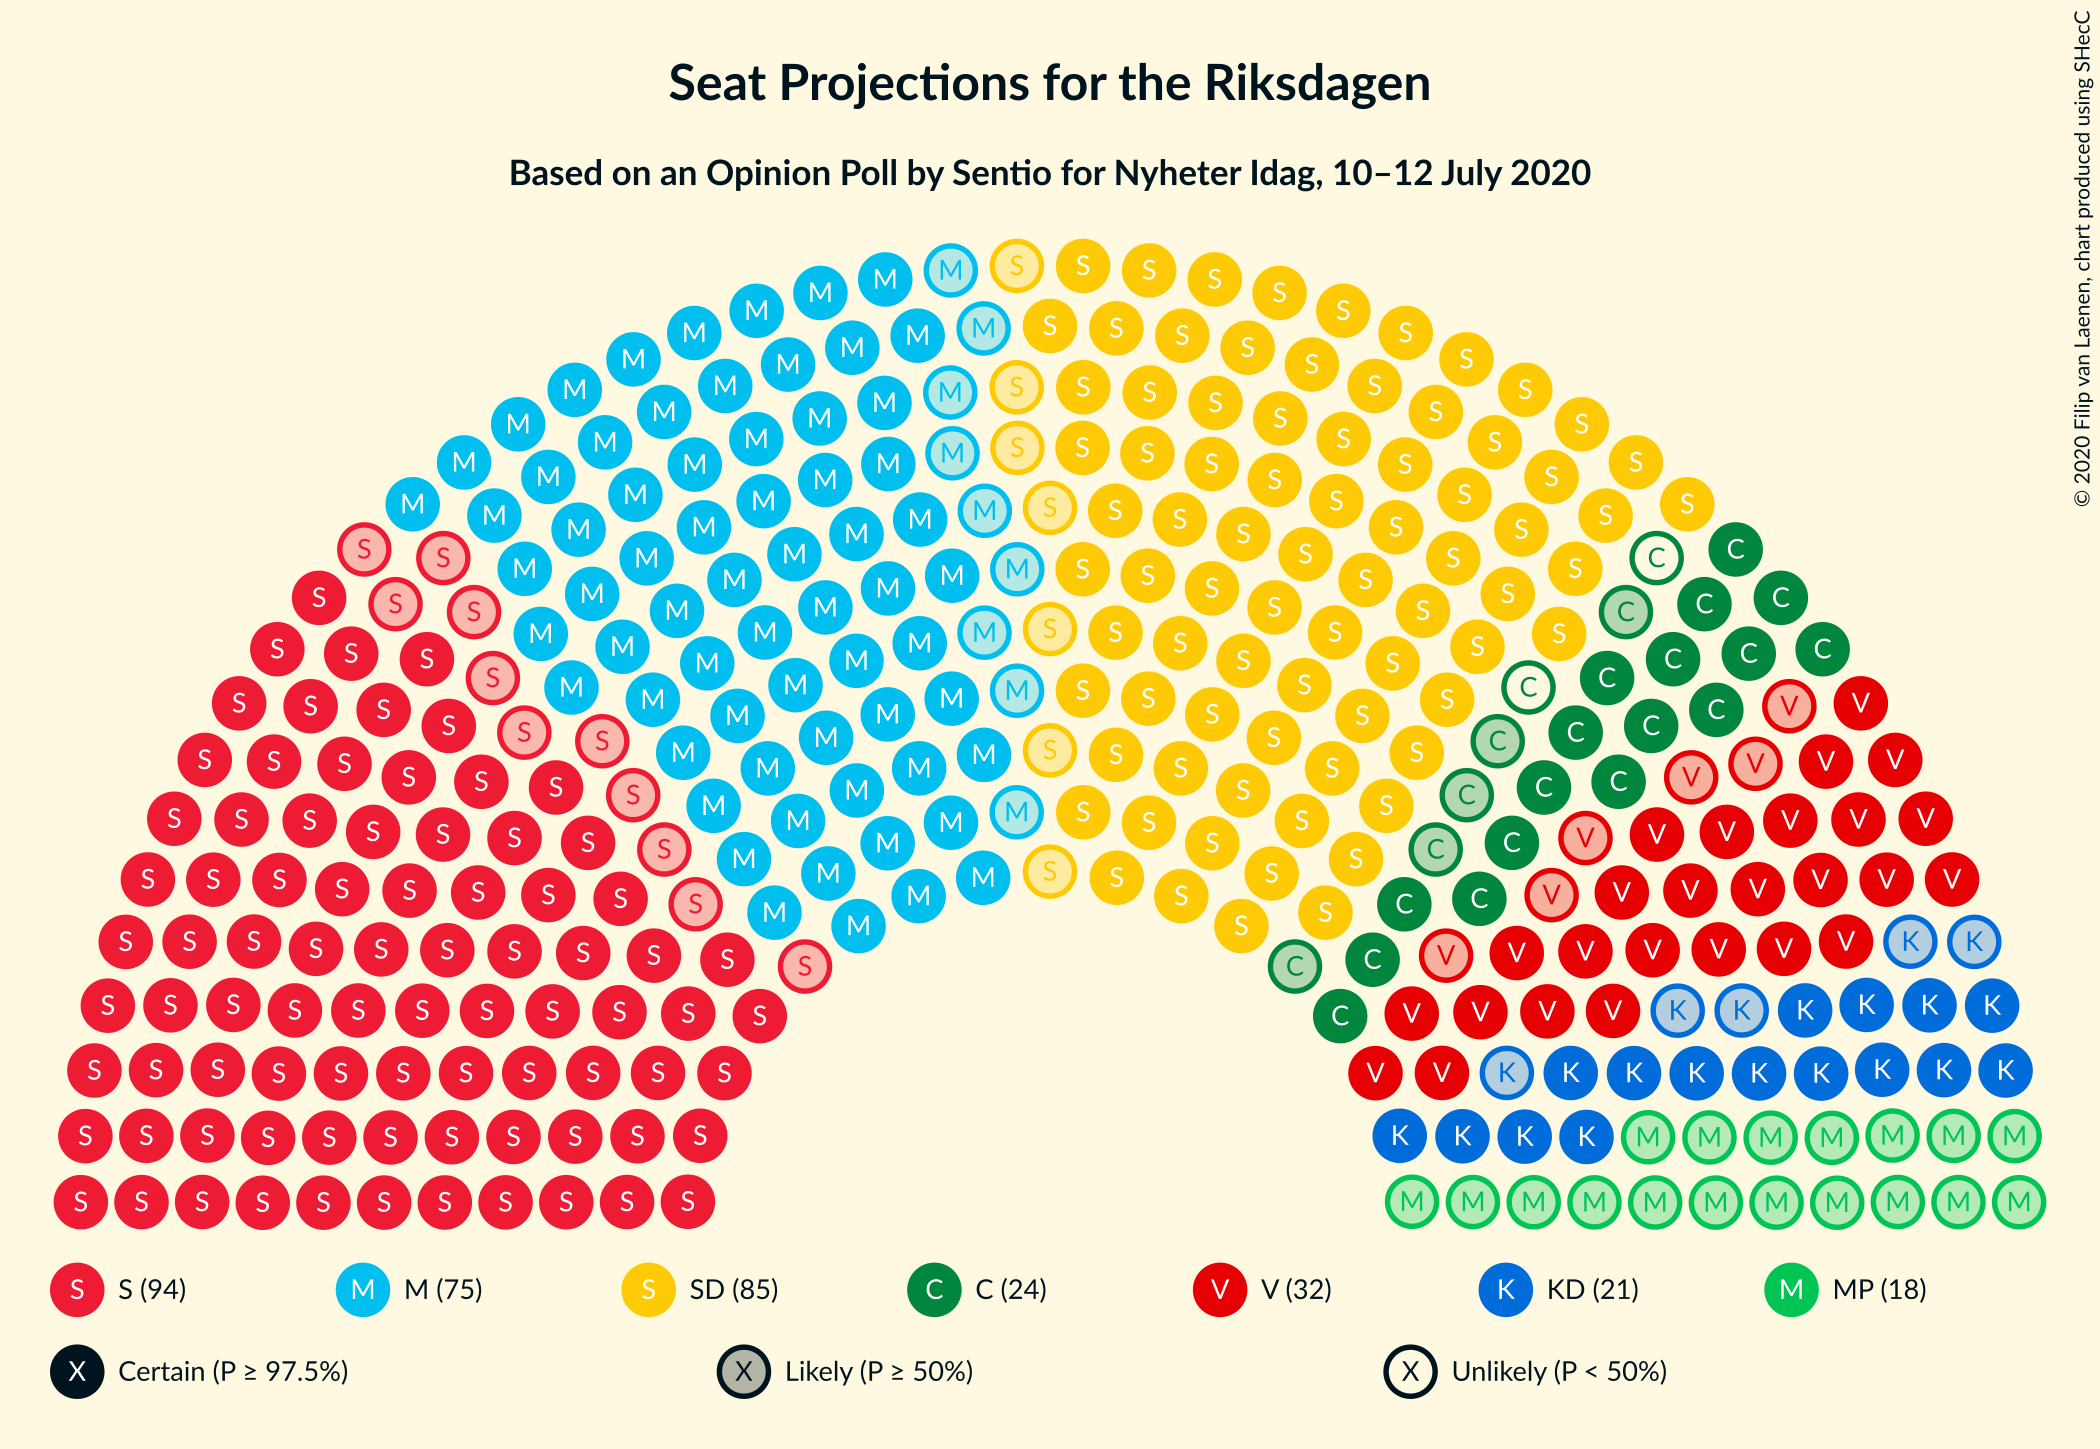 Seat Projections for the Riksdagen
Based on an Opinion Poll by Sentio for Nyheter Idag, 10–12 July 2020
© 2020 Filip van Laenen, chart produced using SHecC
S S (94) M M (75) S SD (85) C C (24) V V (32) K KD (21) M MP (18)
X Certain (P ≥ 97.5%) X Likely (P ≥ 50%) X Unlikely (P < 50%)